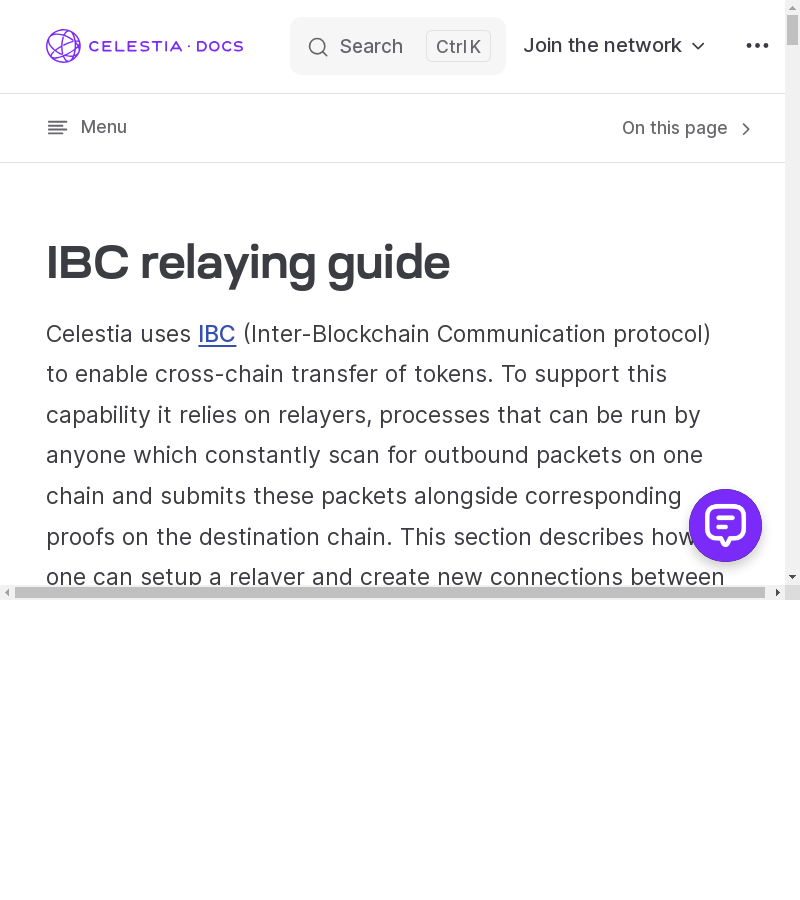 CELESTIA · DOCS
Search
Ctrl K
Join the network
Menu
On this page
IBC relaying guide
Celestia uses IBC (Inter-Blockchain Communication protocol)
to enable cross-chain transfer of tokens. To support this
capability it relies on relayers, processes that can be run by
anyone which constantly scan for outbound packets on one
chain and submits these packets alongside corresponding
proofs on the destination chain. This section describes how
one can setup a relayer and create new connections between